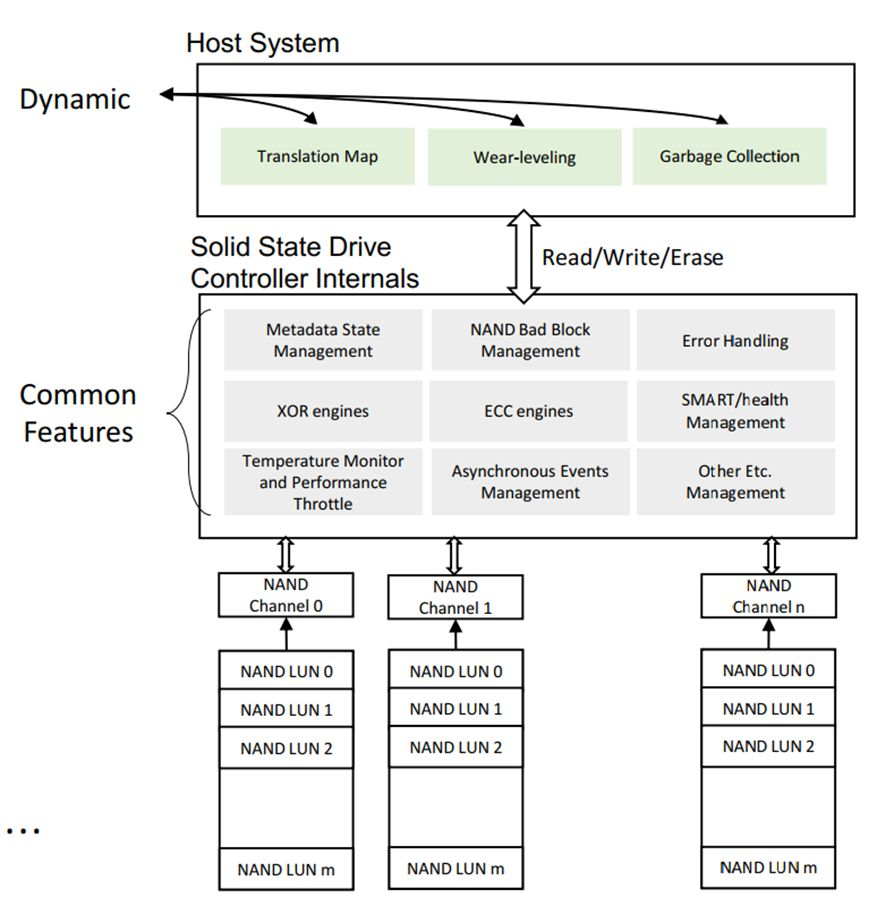 Host System
Dynamic
Translation Map
Wear-leveling
Garbage Collection
Solid State Drive
Controller Internals
Read/Write/Erase
Common
Features
Metadata State
Management
NAND Bad Block
Management
Error Handling
XOR engines
ECC engines
SMART/health
Management
Temperature Monitor
and Performance
Throttle
Asynchronous Events
Management
Other Etc.
Management
NAND
Channel 0
NAND
Channel 1
NAND
Channel n
NAND LUN 0
NAND LUN 1
NAND LUN 2
NAND LUN m
NAND LUN 0
NAND LUN 1
NAND LUN 2
NAND LUN m
NAND LUN 0
NAND LUN 1
NAND LUN 2
NAND LUN m
...